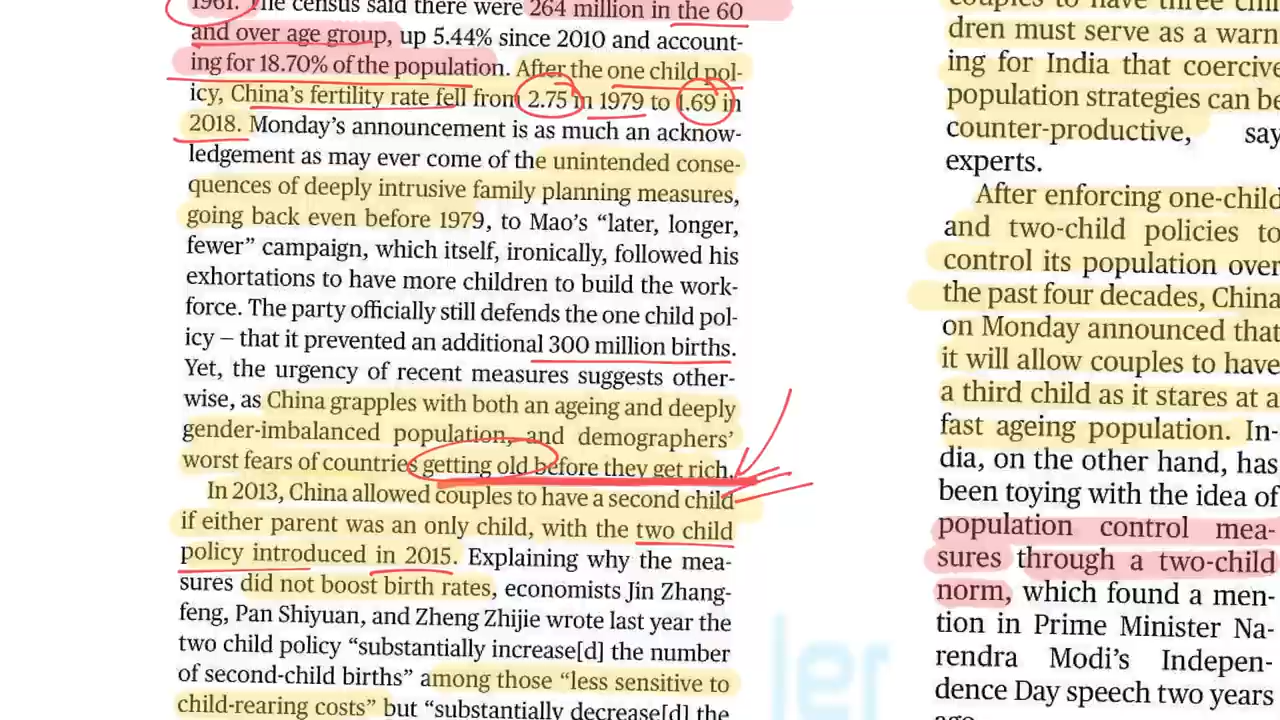 1961. The census said there were 264 million in the 60
and over age group, up 5.44% since 2010 and account-
ing for 18.70% of the population. After the one child pol-
icy, China’s fertility rate fell from 2.75 in 1979 to 1.69 in
2018. Monday’s announcement is as much an acknow-
ledgement as may ever come of the unintended conse-
quences of deeply intrusive family planning measures,
going back even before 1979, to Mao’s “later, longer,
fewer” campaign, which itself, ironically, followed his
exhortations to have more children to build the work-
force. The party officially still defends the one child pol-
icy – that it prevented an additional 300 million births.
Yet, the urgency of recent measures suggests other-
wise, as China grapples with both an ageing and deeply
gender-imbalanced population, and demographers’
worst fears of countries getting old before they get rich.
In 2013, China allowed couples to have a second child
if either parent was an only child, with the two child
policy introduced in 2015. Explaining why the mea-
sures did not boost birth rates, economists Jin Zhang-
feng, Pan Shiyuan, and Zheng Zhijie wrote last year the
two child policy “substantially increase[d] the number
of second-child births” among those “less sensitive to
child-rearing costs” but “substantially decrease[d] the
couples to have three chil
dren must serve as a warn
ing for India that coercive
population strategies can be
counter-productive, say
experts.
After enforcing one-child
and two-child policies to
control its population over
the past four decades, China
on Monday announced that
it will allow couples to have
a third child as it stares at a
fast ageing population. In-
dia, on the other hand, has
been toying with the idea of
population control mea-
sures through a two-child
norm, which found a men-
tion in Prime Minister Na-
rendra Modi’s Indepen-
dence Day speech two years
ago.
ler